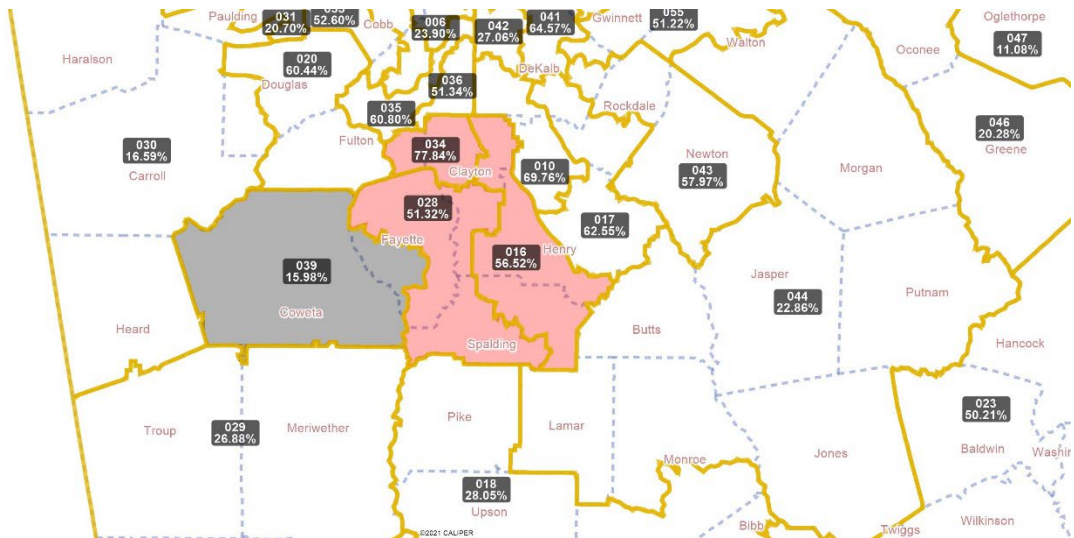 Paulding
031
20.70%
52.60%
Cobb
006
23.90%
042
27.06%
041
64.57%
Gwinnett
055
51.22%
Walton
Oglethorpe
047
11.08%
Oconee
Haralson
020
60.44%
Douglas
036
51.34%
DeKalb
Rockdale
035
60.80%
Fulton
030
16.59%
Carroll
034
77.84%
Clayton
010
69.76%
Newton
043
57.97%
Morgan
046
20.28%
Greene
028
51.32%
Fayette
017
62.55%
016
56.52%
Henry
039
15.98%
Coweta
Jasper
044
22.86%
Putnam
Heard
Spalding
Butts
Hancock
Troup
029
26.88%
Meriwether
Pike
Lamar
Monroe
Jones
023
50.21%
Baldwin
Washin
018
28.05%
Upson
©2021 CALIPER
Bibb
Twiggs
Wilkinson